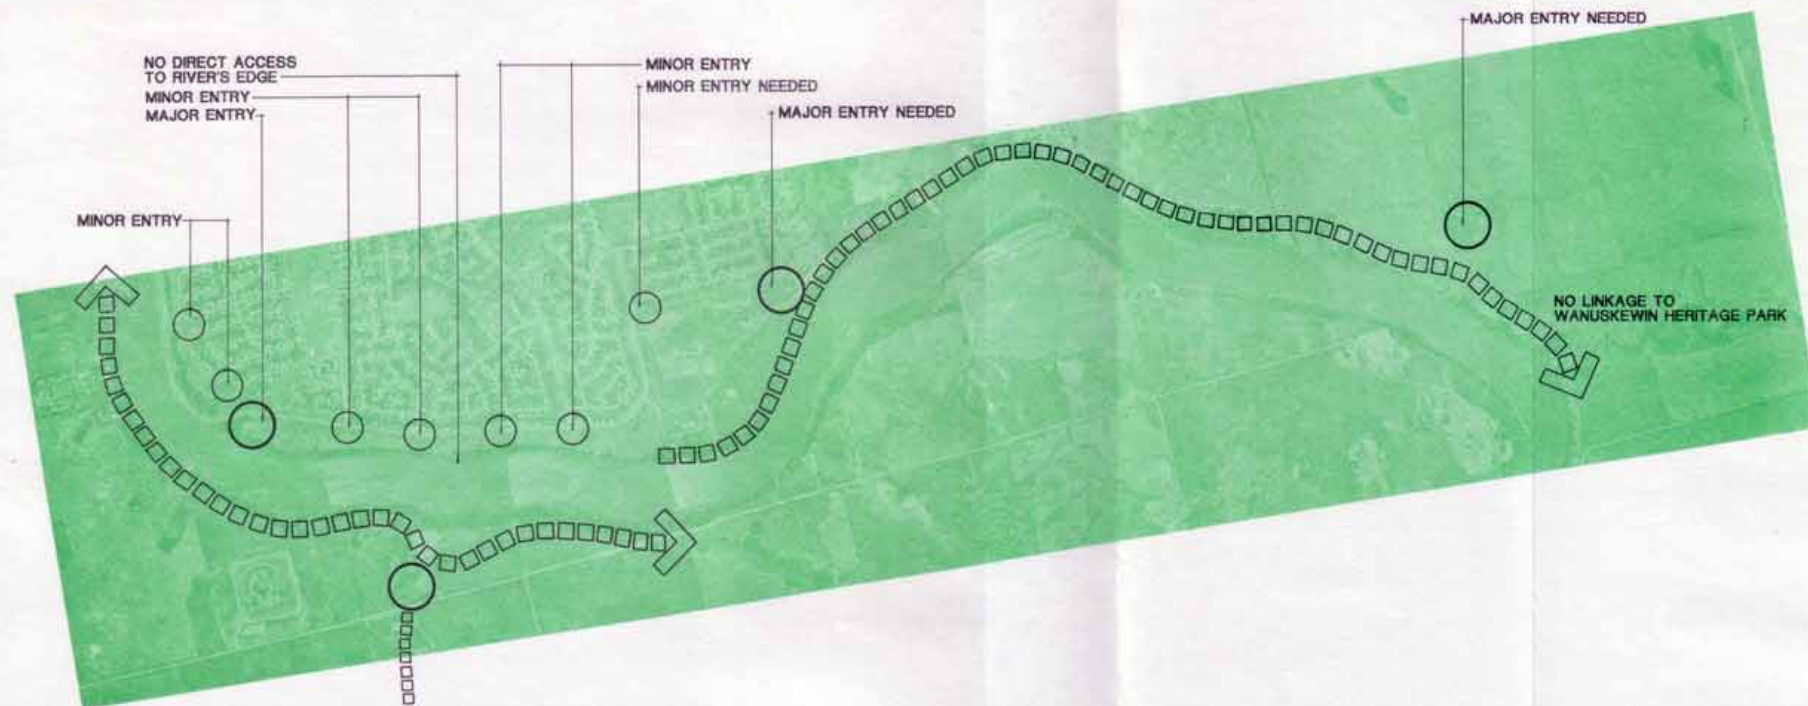 MAJOR ENTRY NEEDED
NO DIRECT ACCESS
TO RIVER'S EDGE
MINOR ENTRY
MAJOR ENTRY
MINOR ENTRY
MINOR ENTRY NEEDED
MAJOR ENTRY NEEDED
MINOR ENTRY
NO LINKAGE TO
WANUSKEWIN HERITAGE PARK